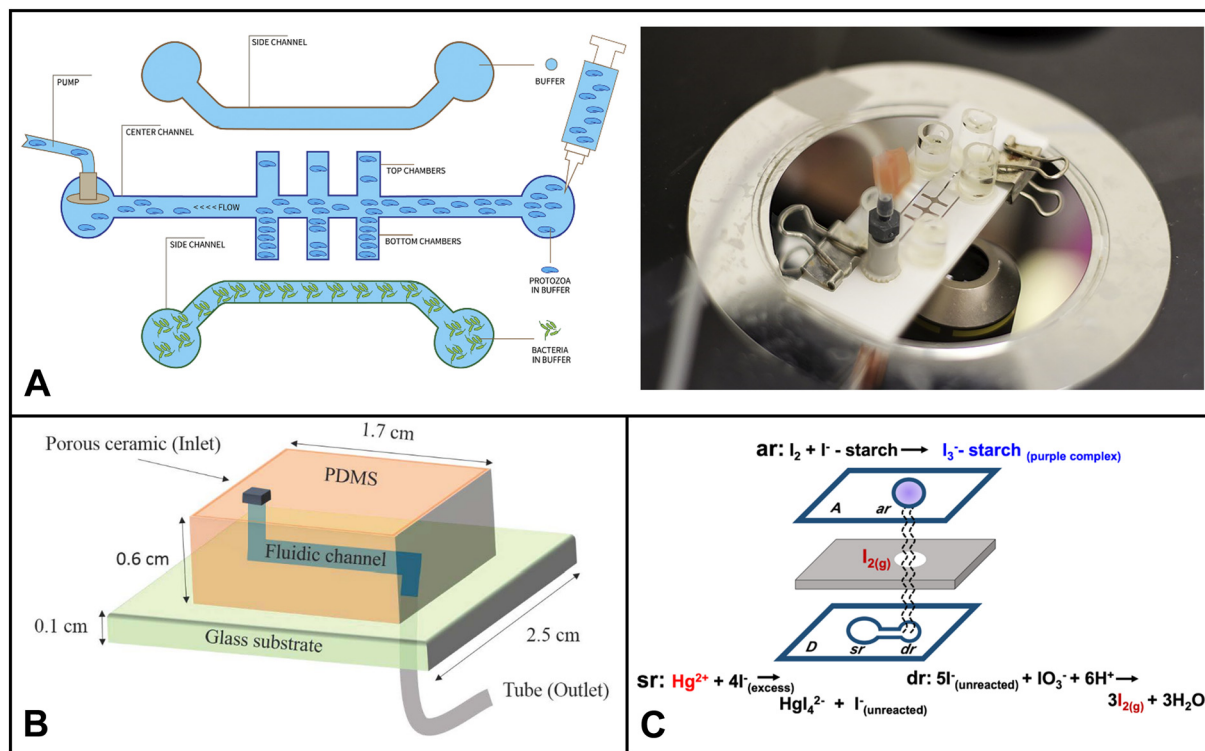 SIDE CHANNEL
PUMP
BUFFER
CENTER CHANNEL
TOP CHAMBERS
<<<< FLOW
SIDE CHANNEL
BOTTOM CHAMBERS
PROTOZOA
IN BUFFER
BACTERIA
IN BUFFER
A
Porous ceramic (Inlet)
1.7 cm
PDMS
0.6 cm
Fluidic channel
0.1 cm
Glass substrate
2.5 cm
Tube (Outlet)
B
ar: I₂ + I⁻ - starch → I₃⁻- starch (purple complex)
A ar
I₂(g)
D sr dr
sr: Hg²⁺ + 4I⁻(excess) →
HgI₄²⁻ + I⁻(unreacted)
dr: 5I⁻(unreacted) + IO₃⁻ + 6H⁺ →
3I₂(g) + 3H₂O
C